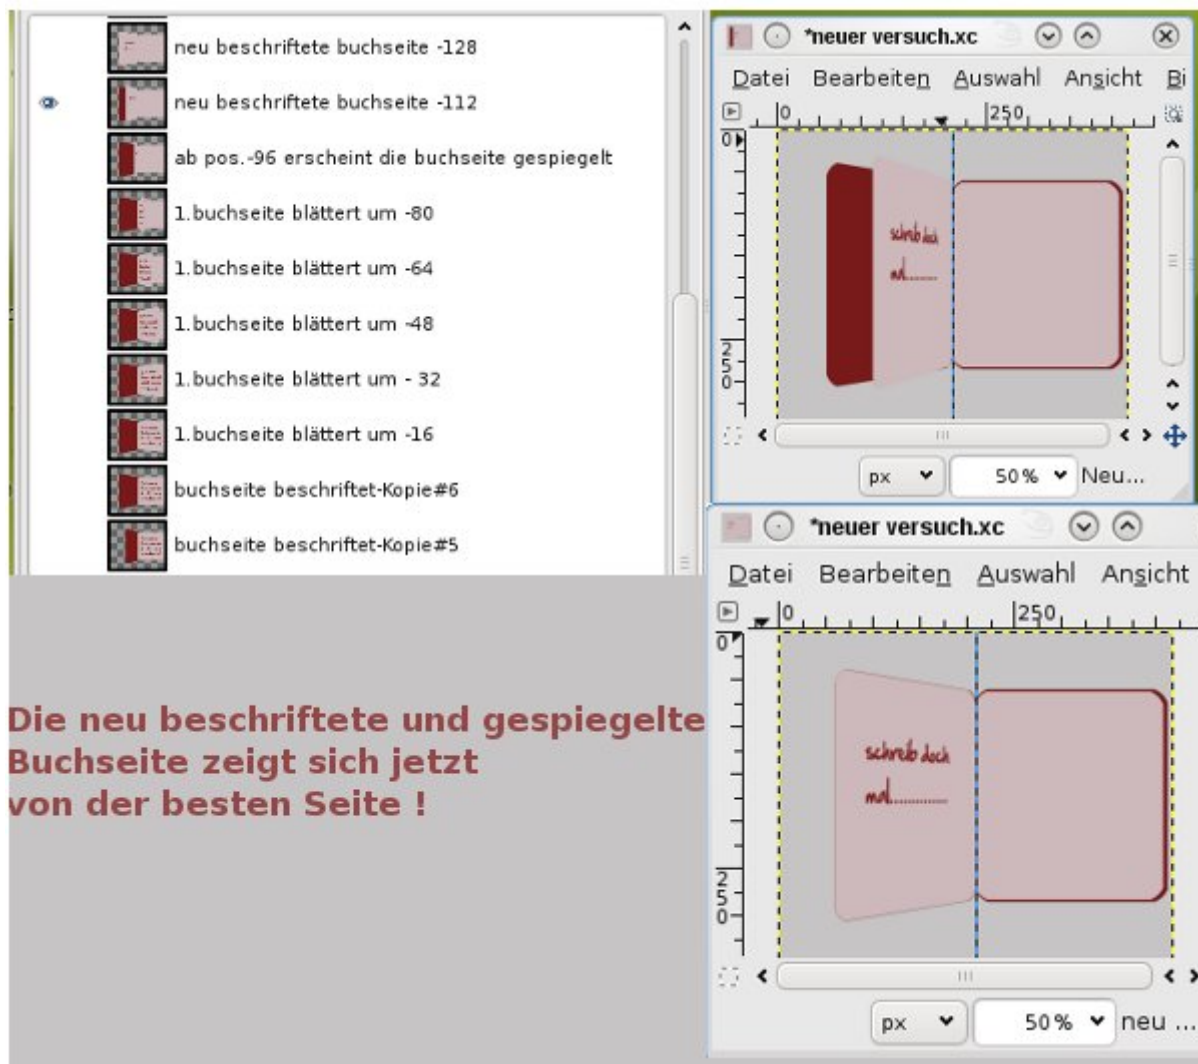 neu beschriftete buchseite -128
neu beschriftete buchseite -112
ab pos.-96 erscheint die buchseite gespiegelt
1.buchseite blättert um -80
1.buchseite blättert um -64
1.buchseite blättert um -48
1.buchseite blättert um - 32
1.buchseite blättert um -16
buchseite beschriftet-Kopie#6
buchseite beschriftet-Kopie#5
*neuer versuch.xc
Datei Bearbeiten Auswahl Ansicht Bi
0 250
0
250
schreib doch
mal.........
px 50% Neu...
*neuer versuch.xc
Datei Bearbeiten Auswahl Ansicht
0 250
0
250
schreib doch
mal...............
px 50% neu ...
Die neu beschriftete und gespiegelte
Buchseite zeigt sich jetzt
von der besten Seite !